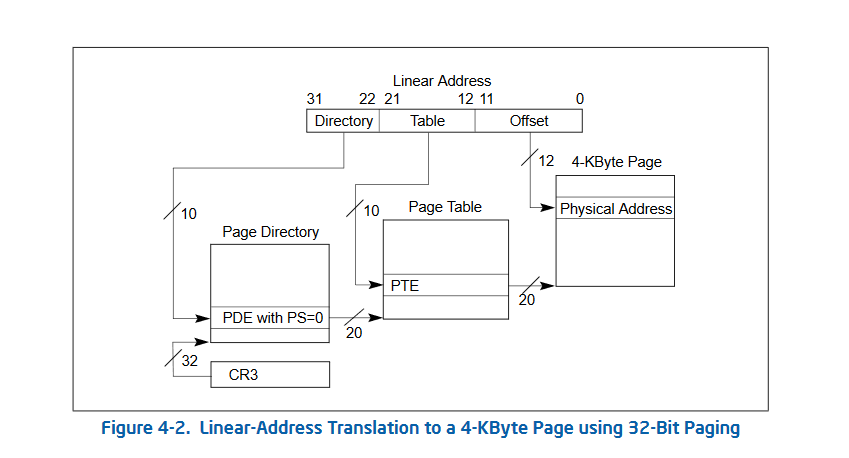 Linear Address
31 22 21 12 11 0
Directory Table Offset
12 4-KByte Page
10 10 Page Table Physical Address
Page Directory
PTE
20
PDE with PS=0
20
32
CR3
Figure 4-2. Linear-Address Translation to a 4-KByte Page using 32-Bit Paging